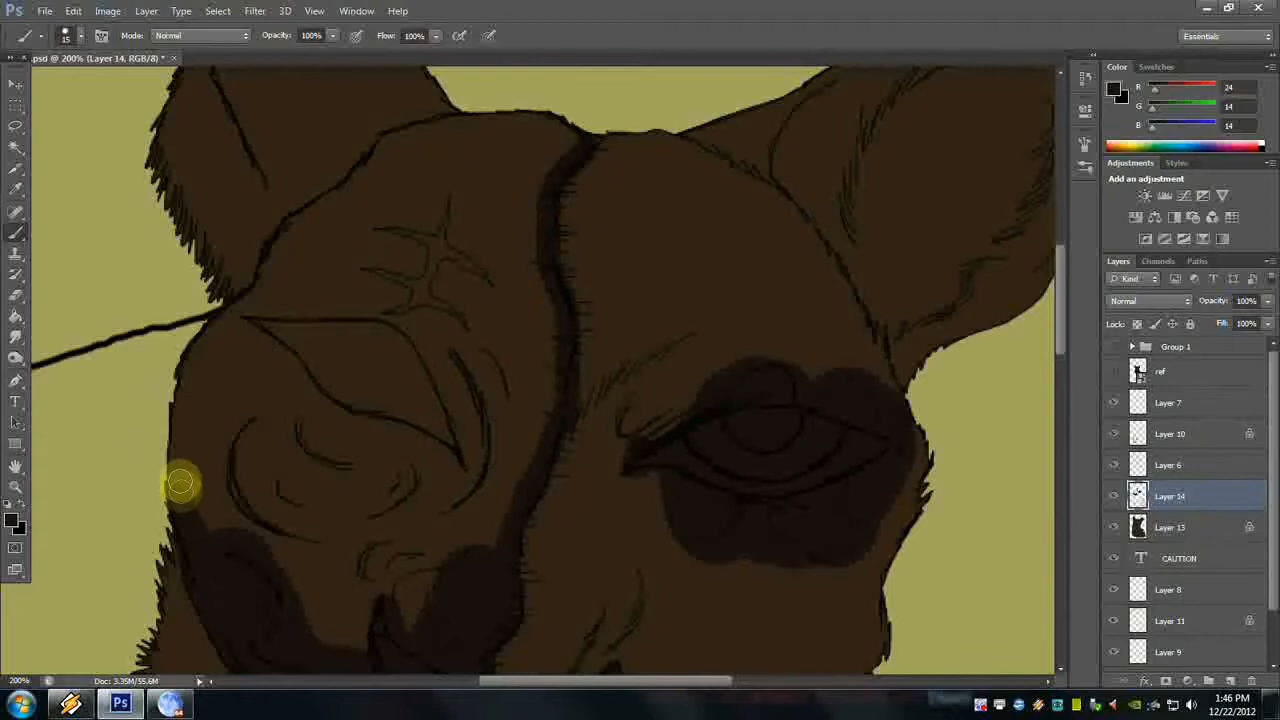 Ps File Edit Image Layer Type Select Filter 3D View Window Help
15 Mode: Normal Opacity: 100% Flow: 100% Essentials
.psd @ 200% (Layer 14, RGB/8) * ×
Color Swatches
R 24
G 14
B 14
Adjustments Styles
Add an adjustment
Layers Channels Paths
Kind
Normal Opacity: 100%
Lock: Fill: 100%
Group 1
ref
Layer 7
Layer 10
Layer 6
Layer 14
Layer 13
T CAUTION
Layer 8
Layer 11
Layer 9
200% Doc: 3.35M/55.6M
Ps
1:46 PM
12/22/2012